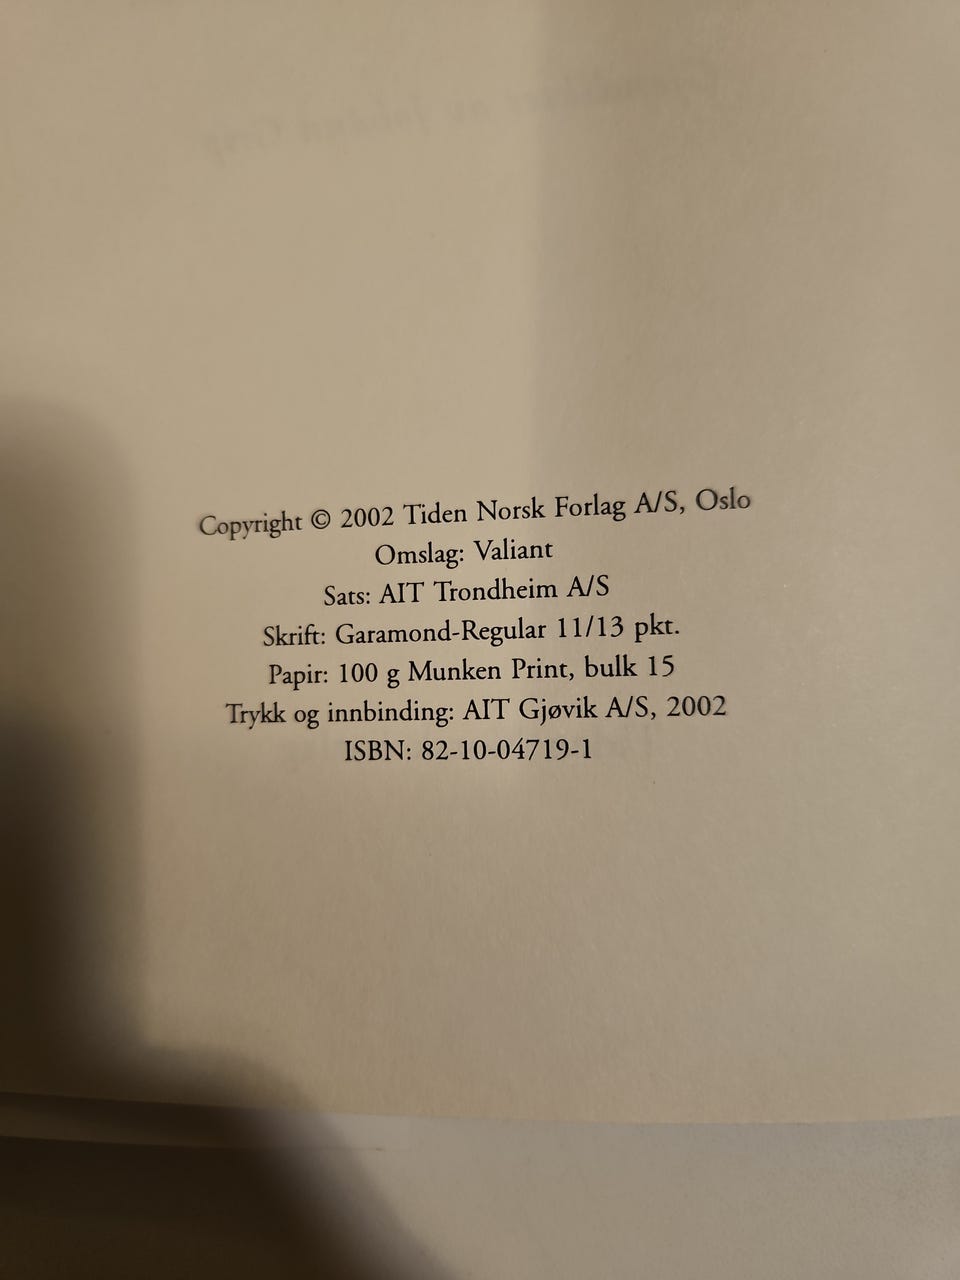 Copyright © 2002 Tiden Norsk Forlag A/S, Oslo
Omslag: Valiant
Sats: AIT Trondheim A/S
Skrift: Garamond-Regular 11/13 pkt.
Papir: 100 g Munken Print, bulk 15
Trykk og innbinding: AIT Gjøvik A/S, 2002
ISBN: 82-10-04719-1